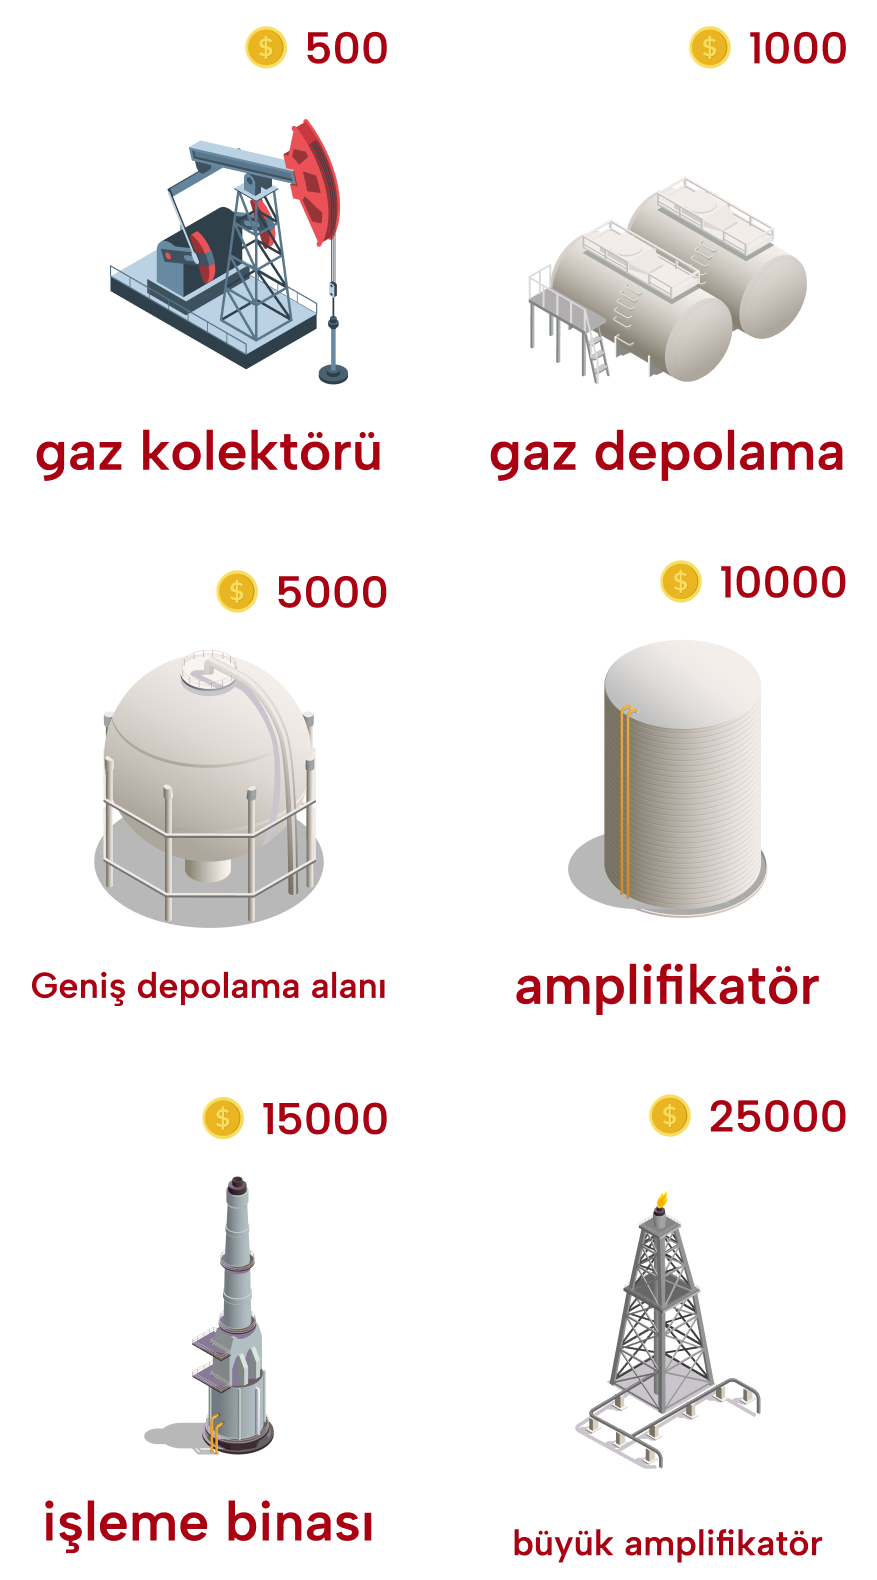 $ 500
$ 1000
gaz kolektörü
gaz depolama
$ 5000
$ 10000
Geniş depolama alanı
amplifikatör
$ 15000
$ 25000
işleme binası
büyük amplifikatör